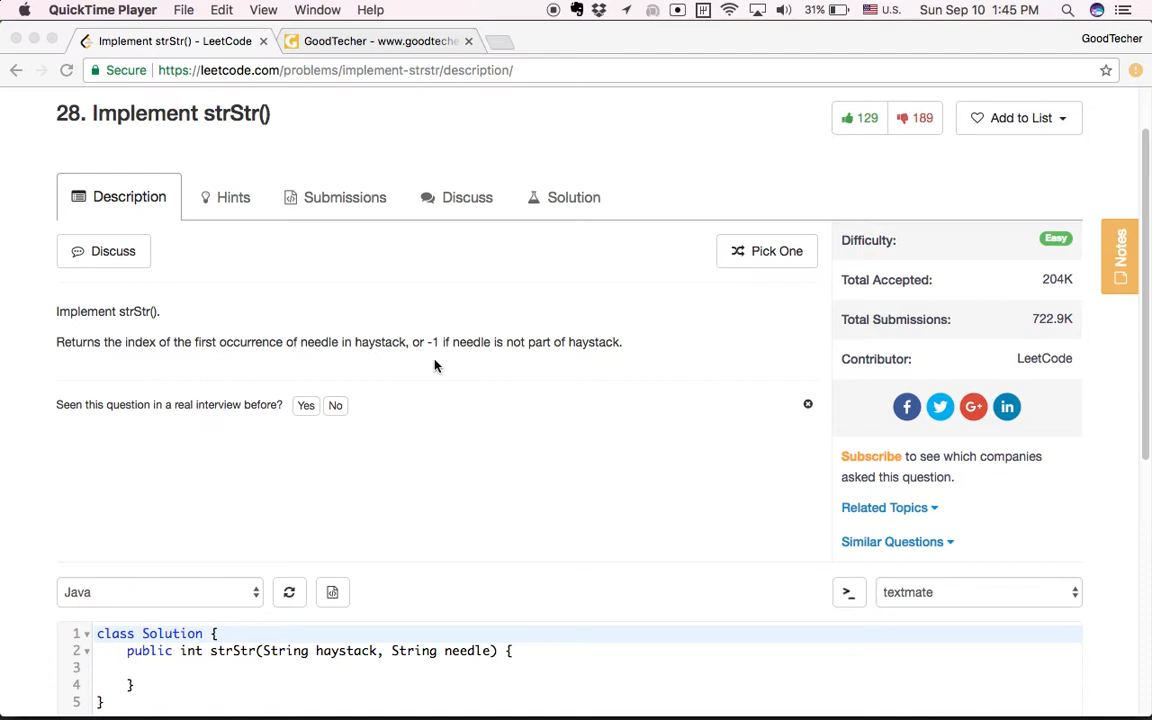 QuickTime Player File Edit View Window Help 31% U.S. Sun Sep 10 1:45 PM
Implement strStr() - LeetCode GoodTecher - www.goodteche GoodTecher
Secure https://leetcode.com/problems/implement-strstr/description/
28. Implement strStr()
129 189 Add to List
Description Hints Submissions Discuss Solution
Discuss Pick One
Difficulty: Easy
Total Accepted: 204K
Total Submissions: 722.9K
Contributor: LeetCode
Notes
Implement strStr().
Returns the index of the first occurrence of needle in haystack, or -1 if needle is not part of haystack.
Seen this question in a real interview before? Yes No
Subscribe to see which companies
asked this question.
Related Topics
Similar Questions
Java textmate
1 class Solution {
2 public int strStr(String haystack, String needle) {
3
4 }
5 }